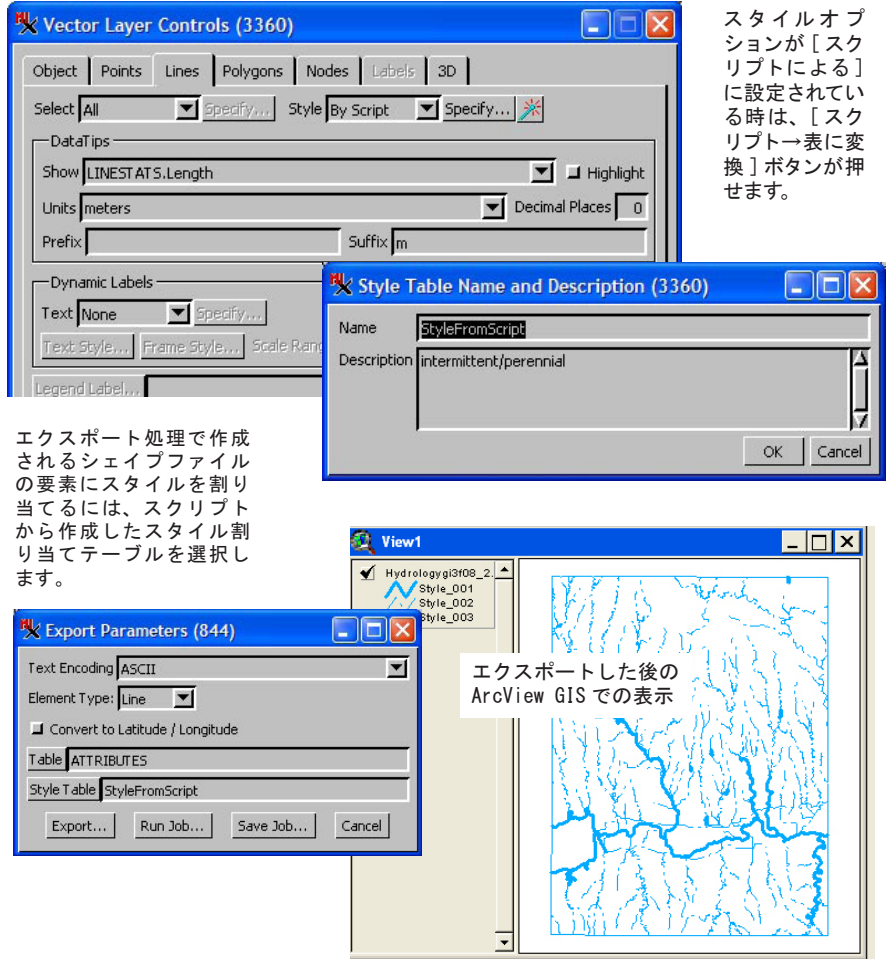 Vector Layer Controls (3360)
Object Points Lines Polygons Nodes Labels 3D
Select All Specify... Style By Script Specify...
DataTips
Show LINESTATS.Length Highlight
Units meters Decimal Places 0
Prefix Suffix m
Dynamic Labels
Text None Specify...
Text Style... Frame Style... Scale Rang
Legend Label...
スタイルオプ
ションが [ スク
リプトによる ]
に設定されてい
る時は、[ スク
リプト→表に変
換 ] ボタンが押
せます。
Style Table Name and Description (3360)
Name StyleFromScript
Description intermittent/perennial
OK Cancel
エクスポート処理で作成
されるシェイプファイル
の要素にスタイルを割り
当てるには、スクリプト
から作成したスタイル割
り当てテーブルを選択し
ます。
View1
Hydrologygi3f08_2.
Style_001
Style_002
Style_003
エクスポートした後の
ArcView GIS での表示
Export Parameters (844)
Text Encoding ASCII
Element Type: Line
Convert to Latitude / Longitude
Table ATTRIBUTES
Style Table StyleFromScript
Export... Run Job... Save Job... Cancel